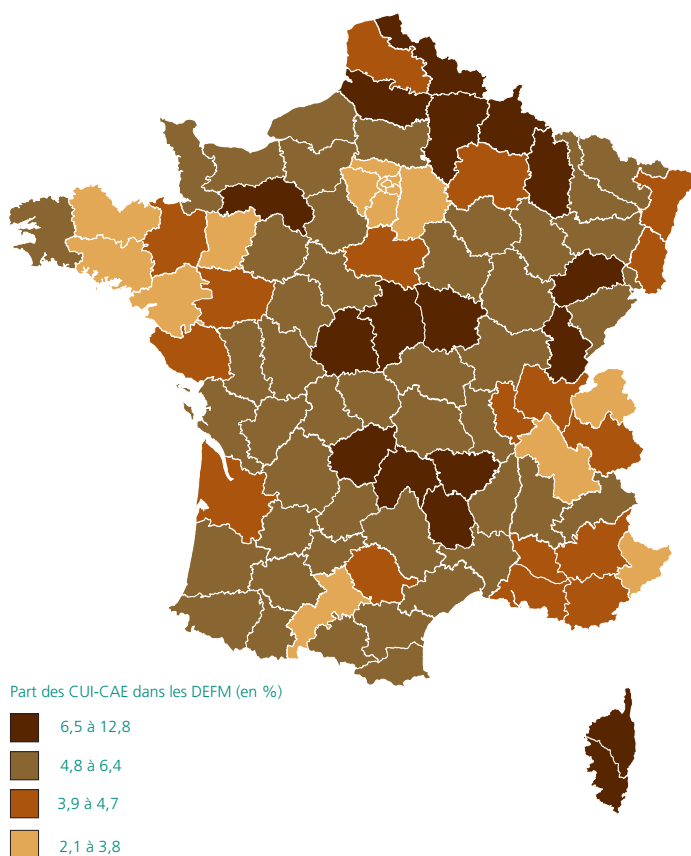 Part des CUI-CAE dans les DEFM (en %)
6,5 à 12,8
4,8 à 6,4
3,9 à 4,7
2,1 à 3,8